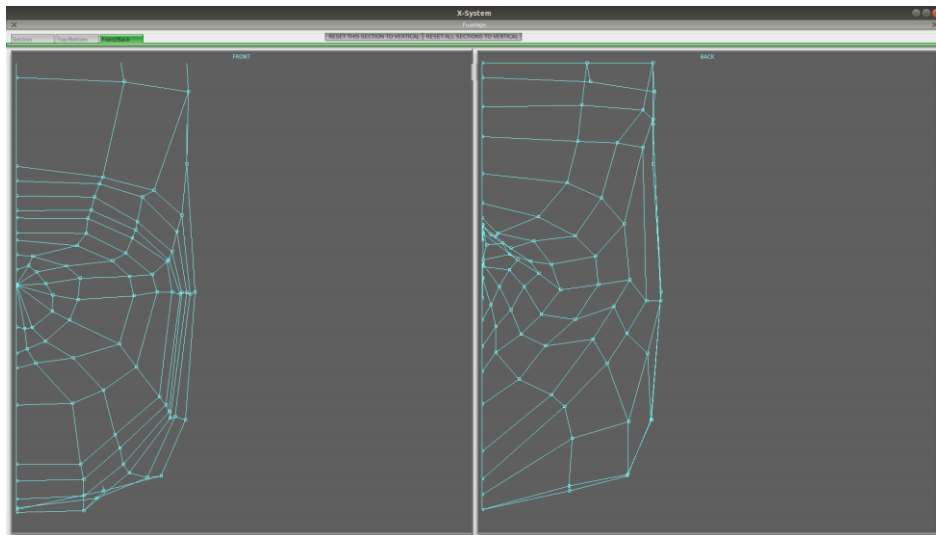 X-System
Fuselage
Section Top/Bottom Front/Back RESET THIS SECTION TO VERTICAL RESET ALL SECTIONS TO VERTICAL
FRONT BACK